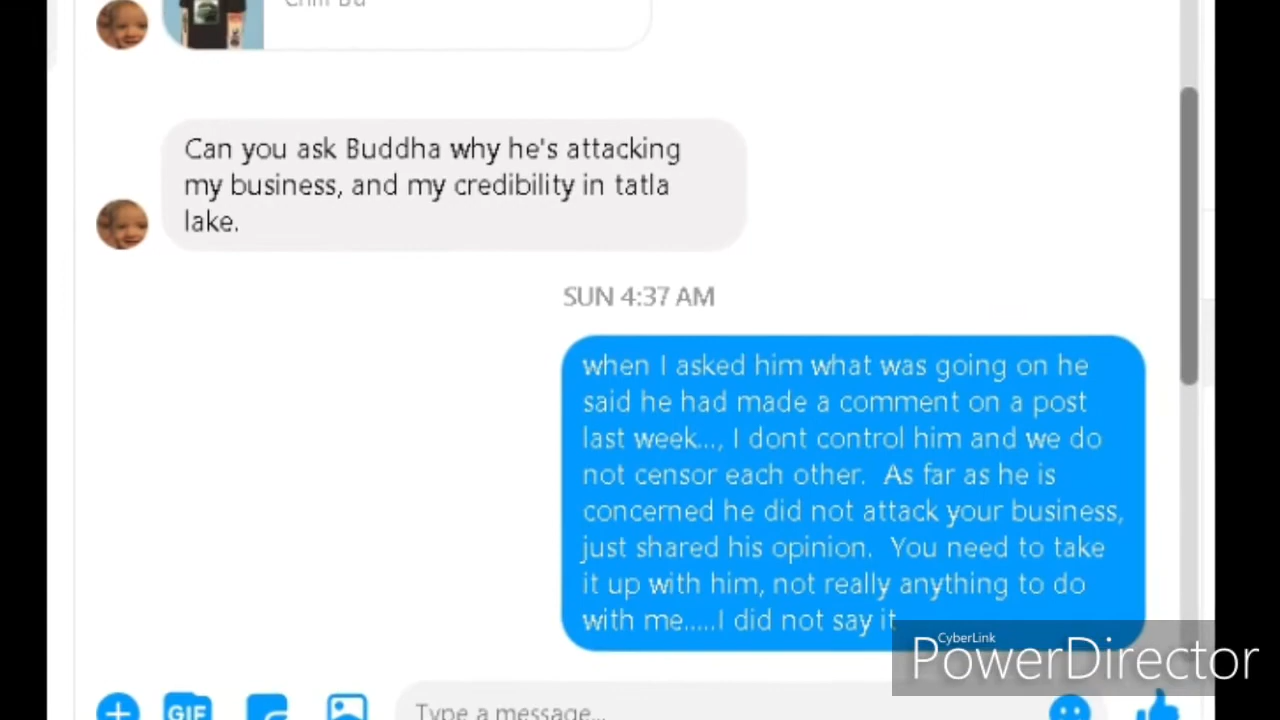 Chill Bu
Can you ask Buddha why he's attacking
my business, and my credibility in tatla
lake.
SUN 4:37 AM
when I asked him what was going on he
said he had made a comment on a post
last week..., I dont control him and we do
not censor each other.  As far as he is
concerned he did not attack your business,
just shared his opinion.  You need to take
it up with him, not really anything to do
with me.....I did not say it
CyberLink
PowerDirector
GIF
Type a message...